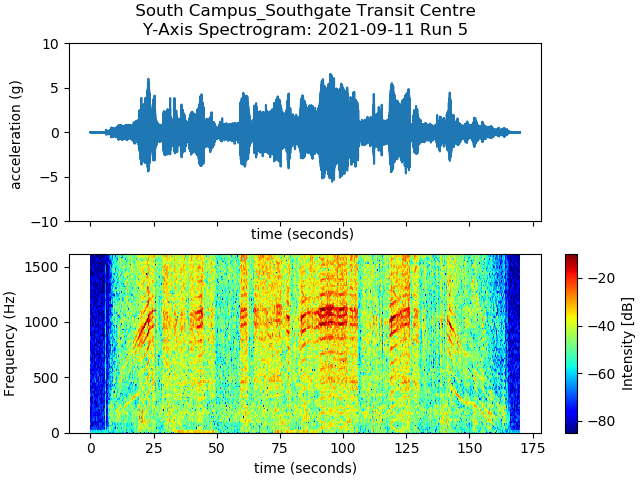 South Campus_Southgate Transit Centre
Y-Axis Spectrogram: 2021-09-11 Run 5
10
5
0
−5
−10
acceleration (g)
time (seconds)
1500
1000
500
0
Frequency (Hz)
0 25 50 75 100 125 150 175
time (seconds)
−20
−40
−60
−80
Intensity [dB]